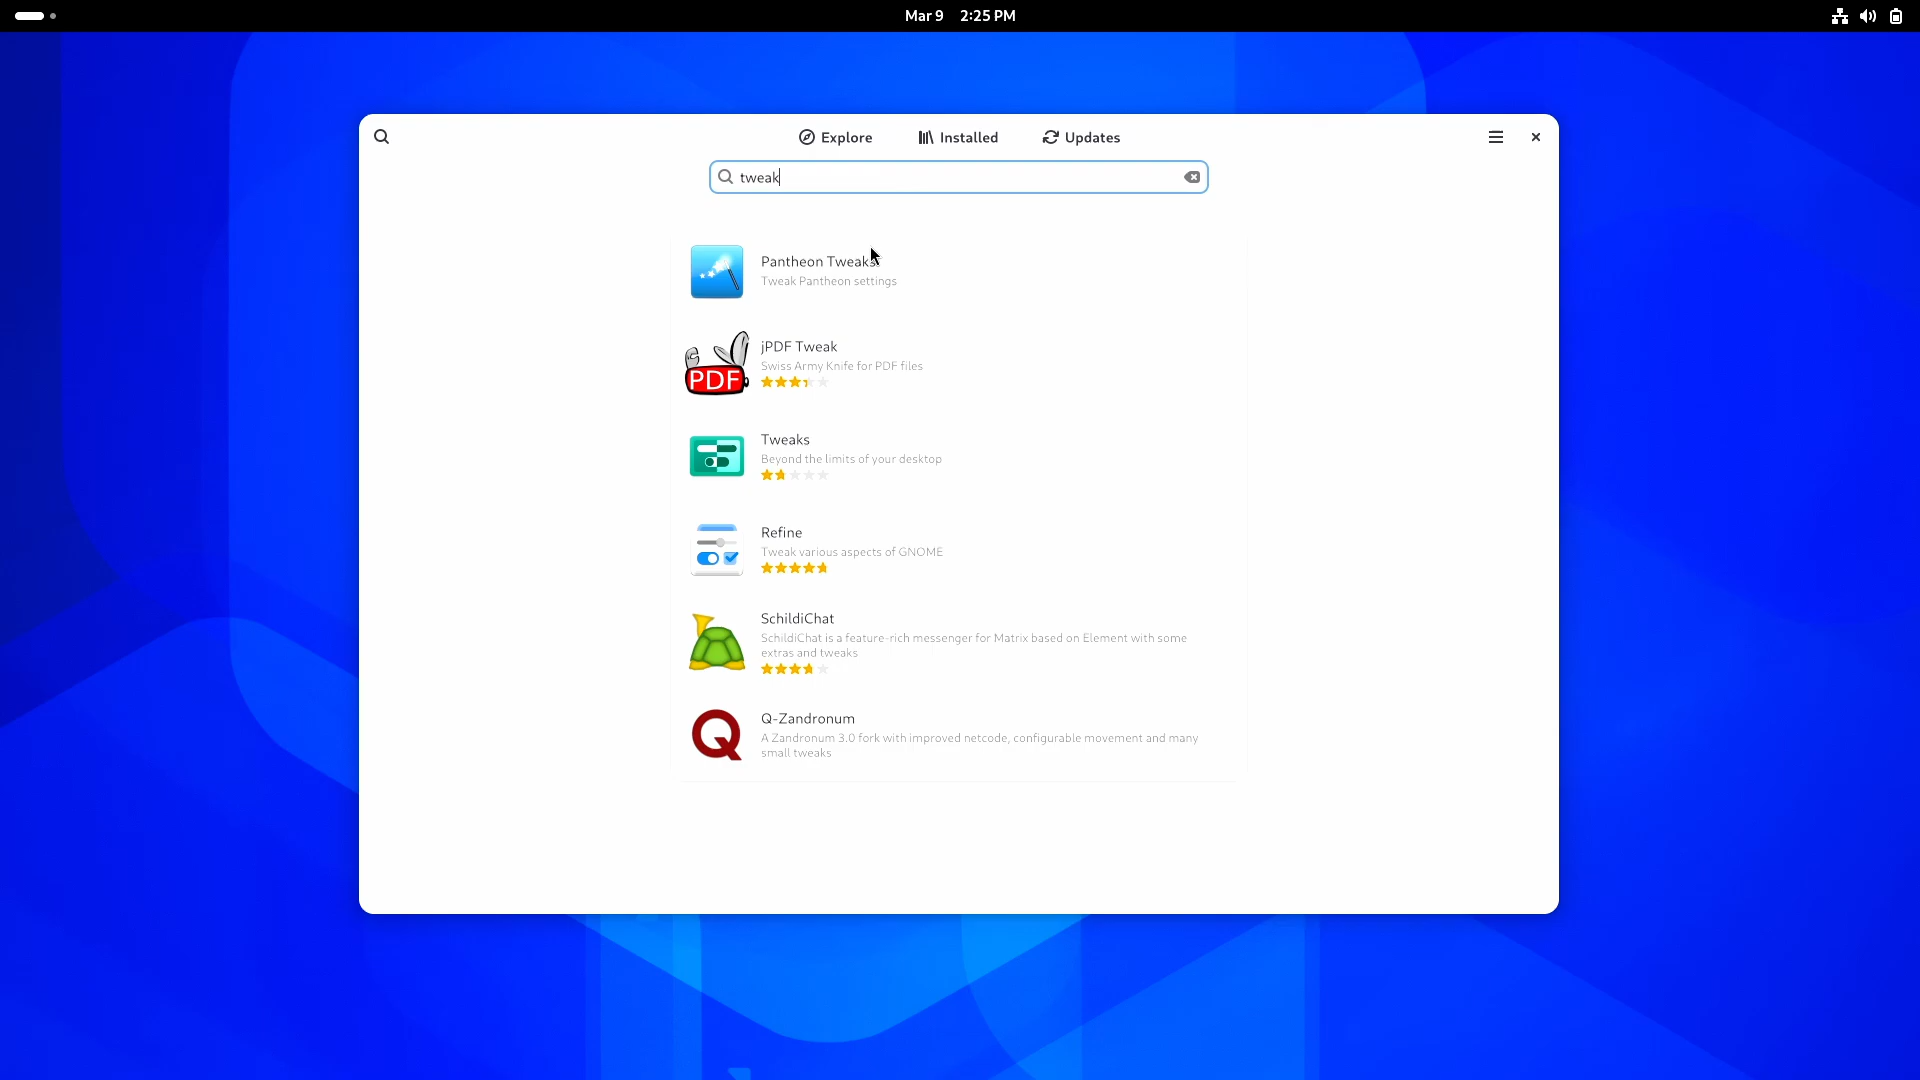 Mar 9 2:25 PM
Explore Installed Updates
tweak
Pantheon Tweaks
Tweak Pantheon settings
jPDF Tweak
PDF
Swiss Army Knife for PDF files
Tweaks
Beyond the limits of your desktop
Refine
Tweak various aspects of GNOME
SchildiChat
SchildiChat is a feature-rich messenger for Matrix based on Element with some
extras and tweaks
Q-Zandronum
A Zandronum 3.0 fork with improved netcode, configurable movement and many
small tweaks